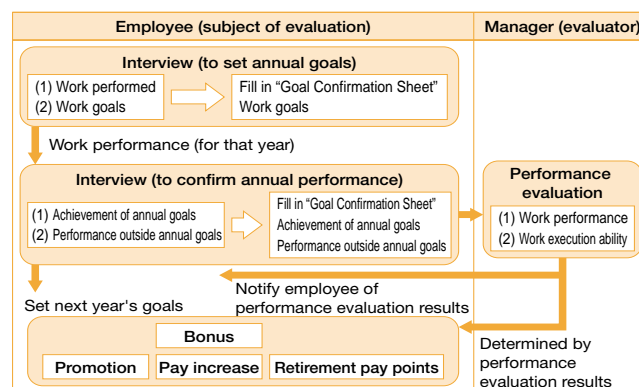 Employee (subject of evaluation)
Manager (evaluator)
Interview (to set annual goals)
(1) Work performed
(2) Work goals
Fill in “Goal Confirmation Sheet”
Work goals
Work performance (for that year)
Interview (to confirm annual performance)
(1) Achievement of annual goals
(2) Performance outside annual goals
Fill in “Goal Confirmation Sheet”
Achievement of annual goals
Performance outside annual goals
Performance
evaluation
(1) Work performance
(2) Work execution ability
Set next year's goals
Notify employee of
performance evaluation results
Bonus
Promotion
Pay increase
Retirement pay points
Determined by
performance
evaluation results